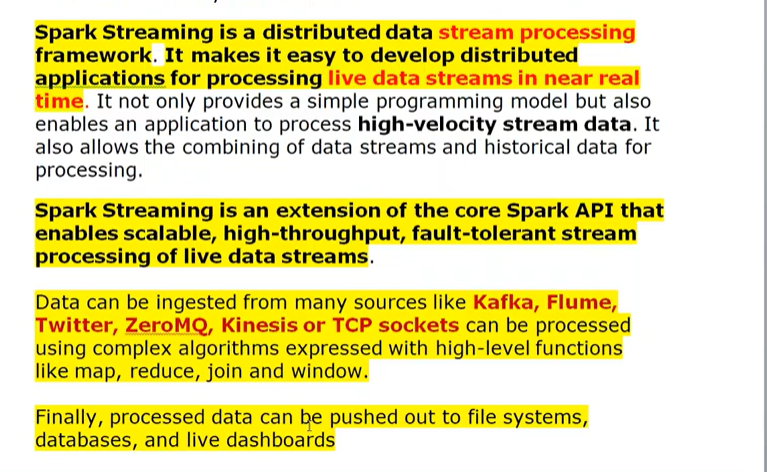 Spark Streaming is a distributed data stream processing
framework. It makes it easy to develop distributed
applications for processing live data streams in near real
time. It not only provides a simple programming model but also
enables an application to process high-velocity stream data. It
also allows the combining of data streams and historical data for
processing.
Spark Streaming is an extension of the core Spark API that
enables scalable, high-throughput, fault-tolerant stream
processing of live data streams.
Data can be ingested from many sources like Kafka, Flume,
Twitter, ZeroMQ, Kinesis or TCP sockets can be processed
using complex algorithms expressed with high-level functions
like map, reduce, join and window.
Finally, processed data can be pushed out to file systems,
databases, and live dashboards